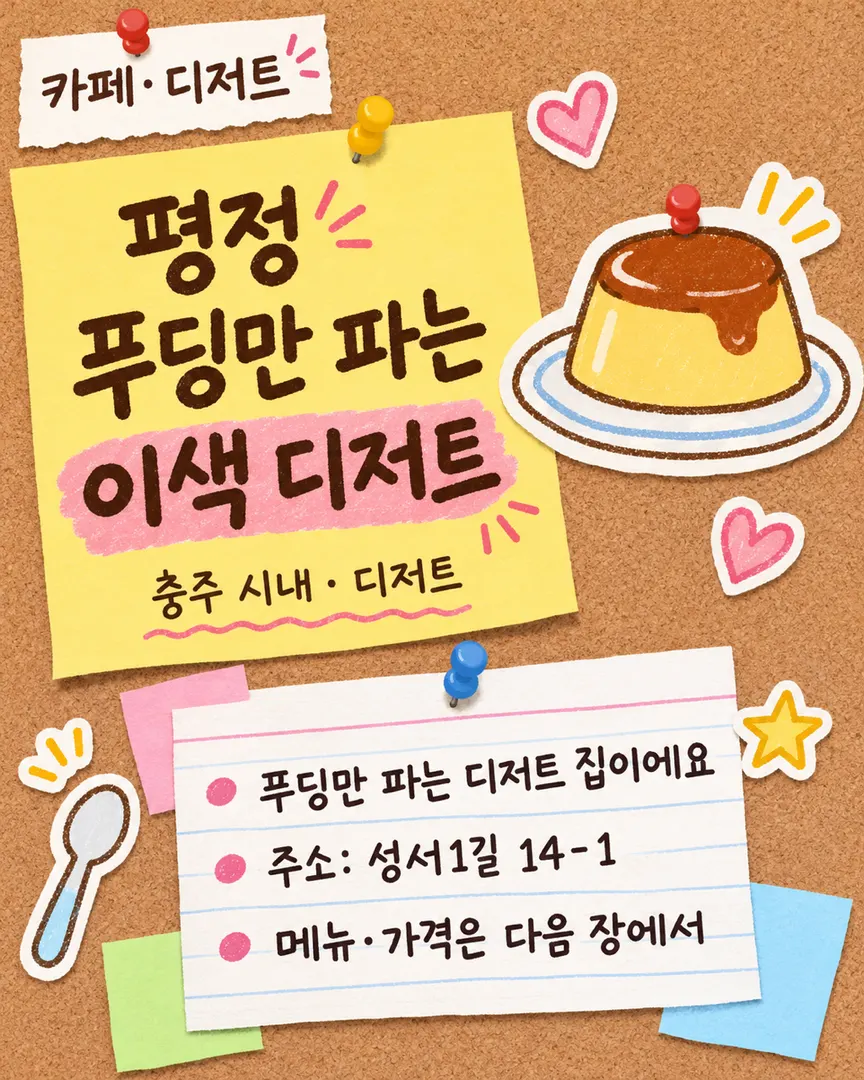 카페·디저트
평정
푸딩만 파는
이색 디저트
충주 시내·디저트
푸딩만 파는 디저트 집이에요
주소: 성서1길 14-1
메뉴·가격은 다음 장에서